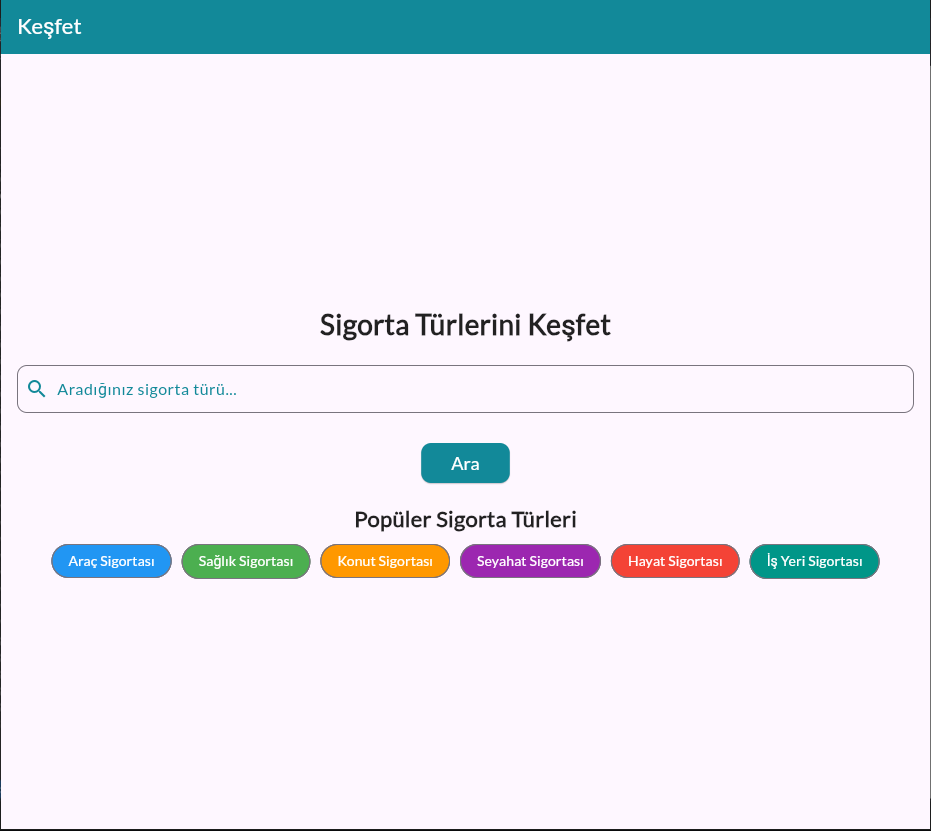 Keşfet
Sigorta Türlerini Keşfet
Aradığınız sigorta türü...
Ara
Popüler Sigorta Türleri
Araç Sigortası Sağlık Sigortası Konut Sigortası Seyahat Sigortası Hayat Sigortası İş Yeri Sigortası